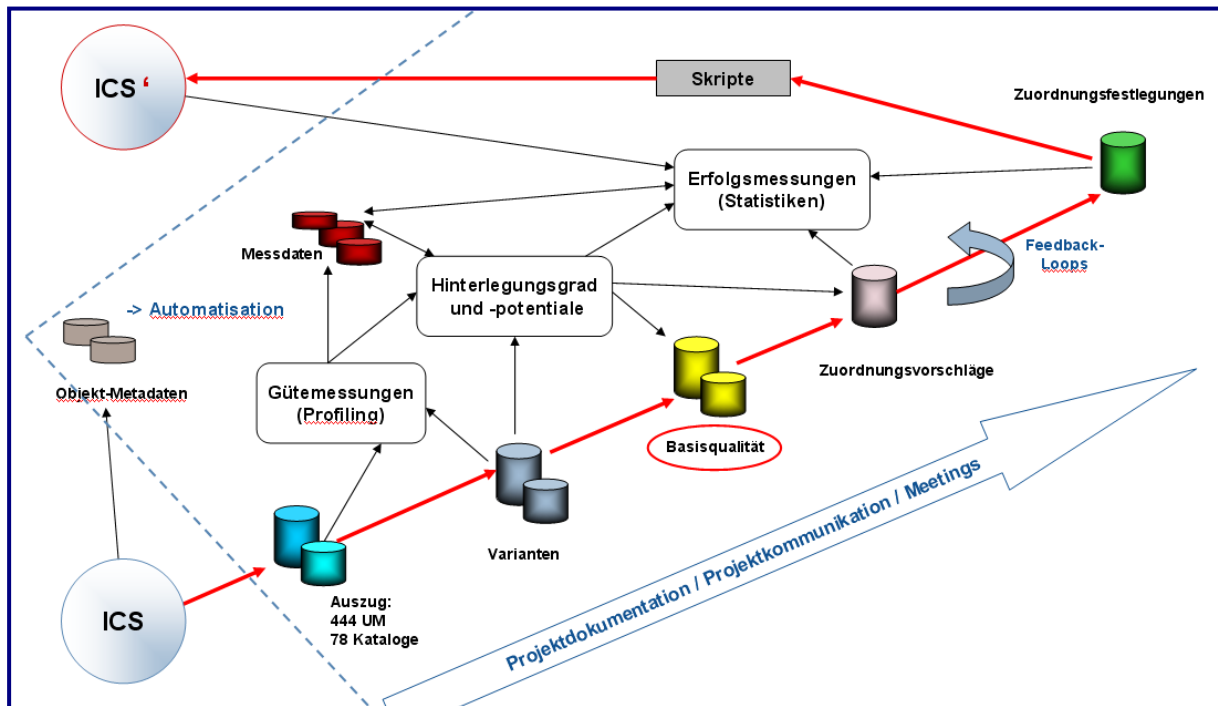 ICS ‘
Skripte
Zuordnungsfestlegungen
Erfolgsmessungen
(Statistiken)
Messdaten
Feedback-
Loops
Hinterlegungsgrad
und -potentiale
-> Automatisation
Zuordnungsvorschläge
Objekt-Metadaten
Gütemessungen
(Profiling)
Basisqualität
Varianten
ICS
Auszug:
444 UM
78 Kataloge
Projektdokumentation / Projektkommunikation / Meetings